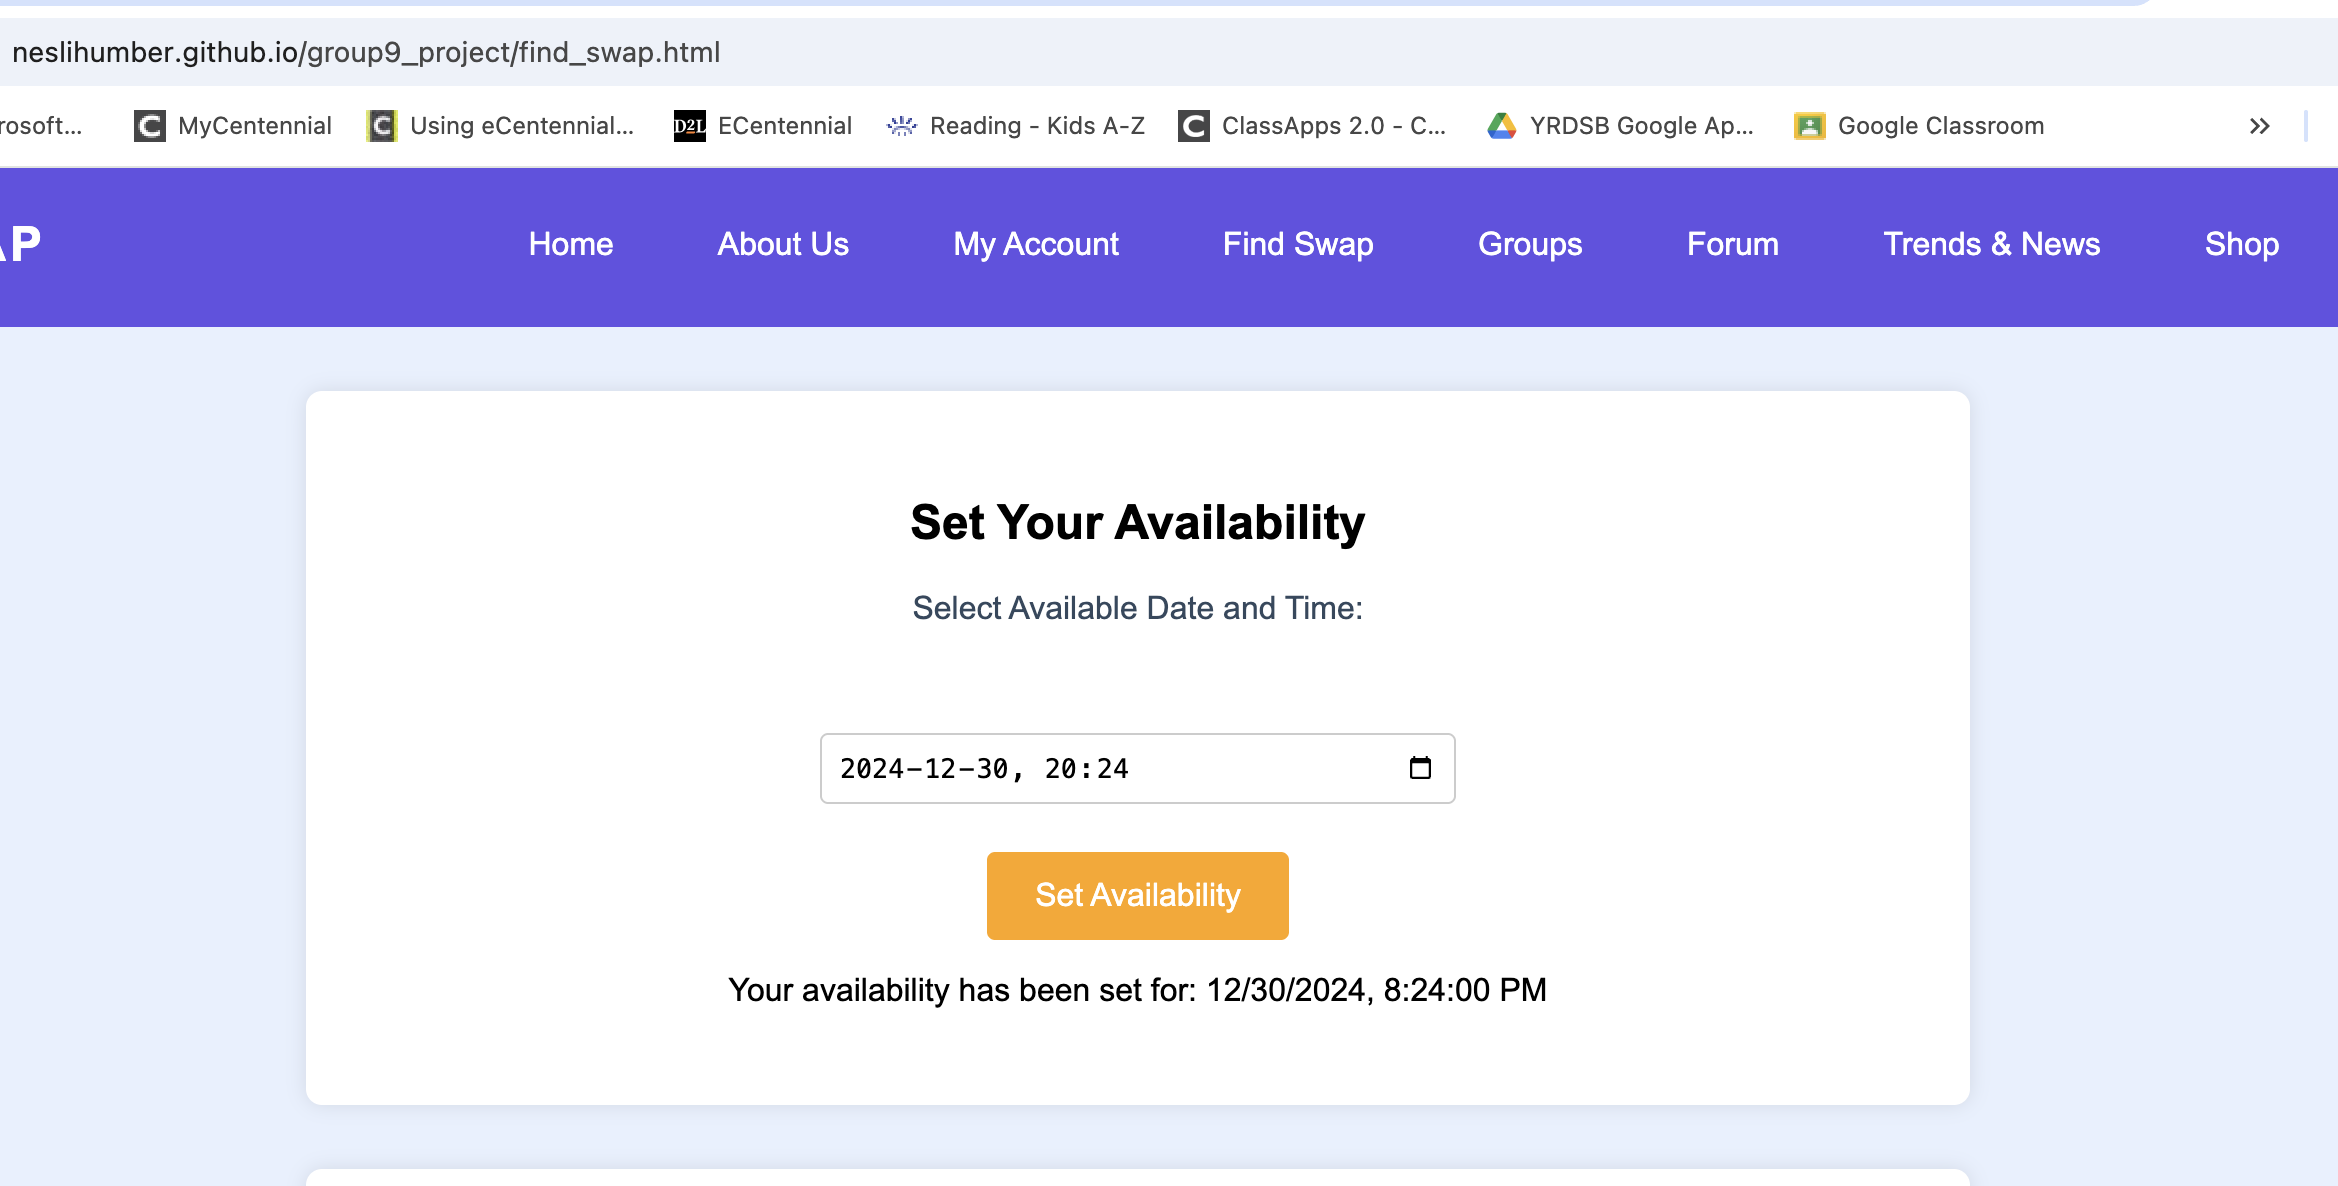 neslihumber.github.io/group9_project/find_swap.html
rosoft... MyCentennial Using eCentennial... D2L ECentennial Reading - Kids A-Z ClassApps 2.0 - C... YRDSB Google Ap... Google Classroom
AP Home About Us My Account Find Swap Groups Forum Trends & News Shop
Set Your Availability
Select Available Date and Time:
2024-12-30, 20:24
Set Availability
Your availability has been set for: 12/30/2024, 8:24:00 PM